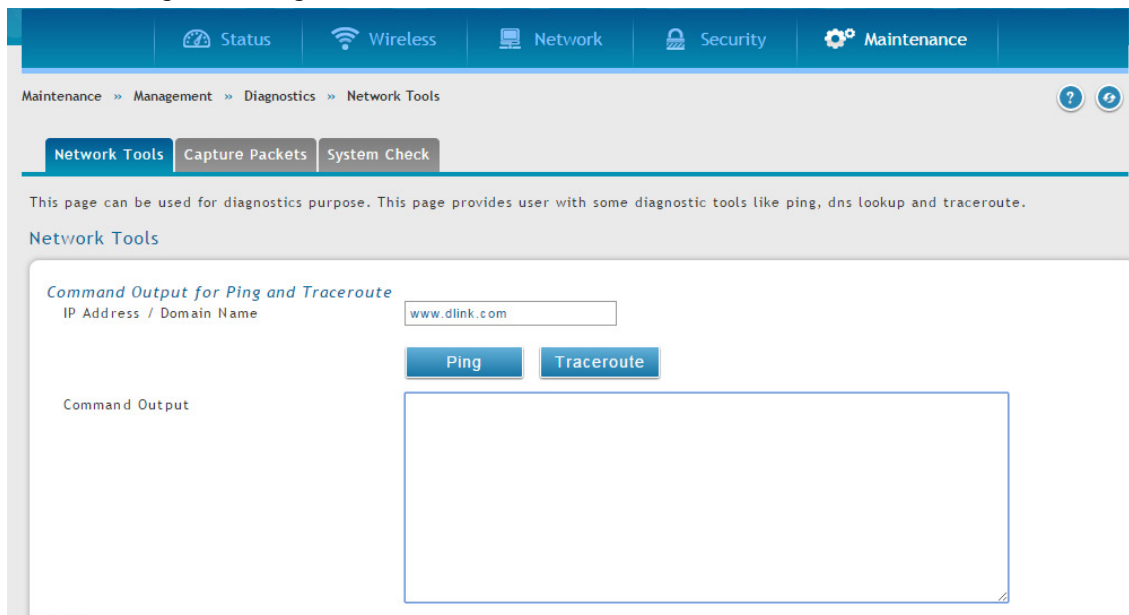 Status Wireless Network Security Maintenance
Maintenance » Management » Diagnostics » Network Tools
Network Tools Capture Packets System Check
This page can be used for diagnostics purpose. This page provides user with some diagnostic tools like ping, dns lookup and traceroute.
Network Tools
Command Output for Ping and Traceroute
IP Address / Domain Name www.dlink.com
Ping Traceroute
Command Output